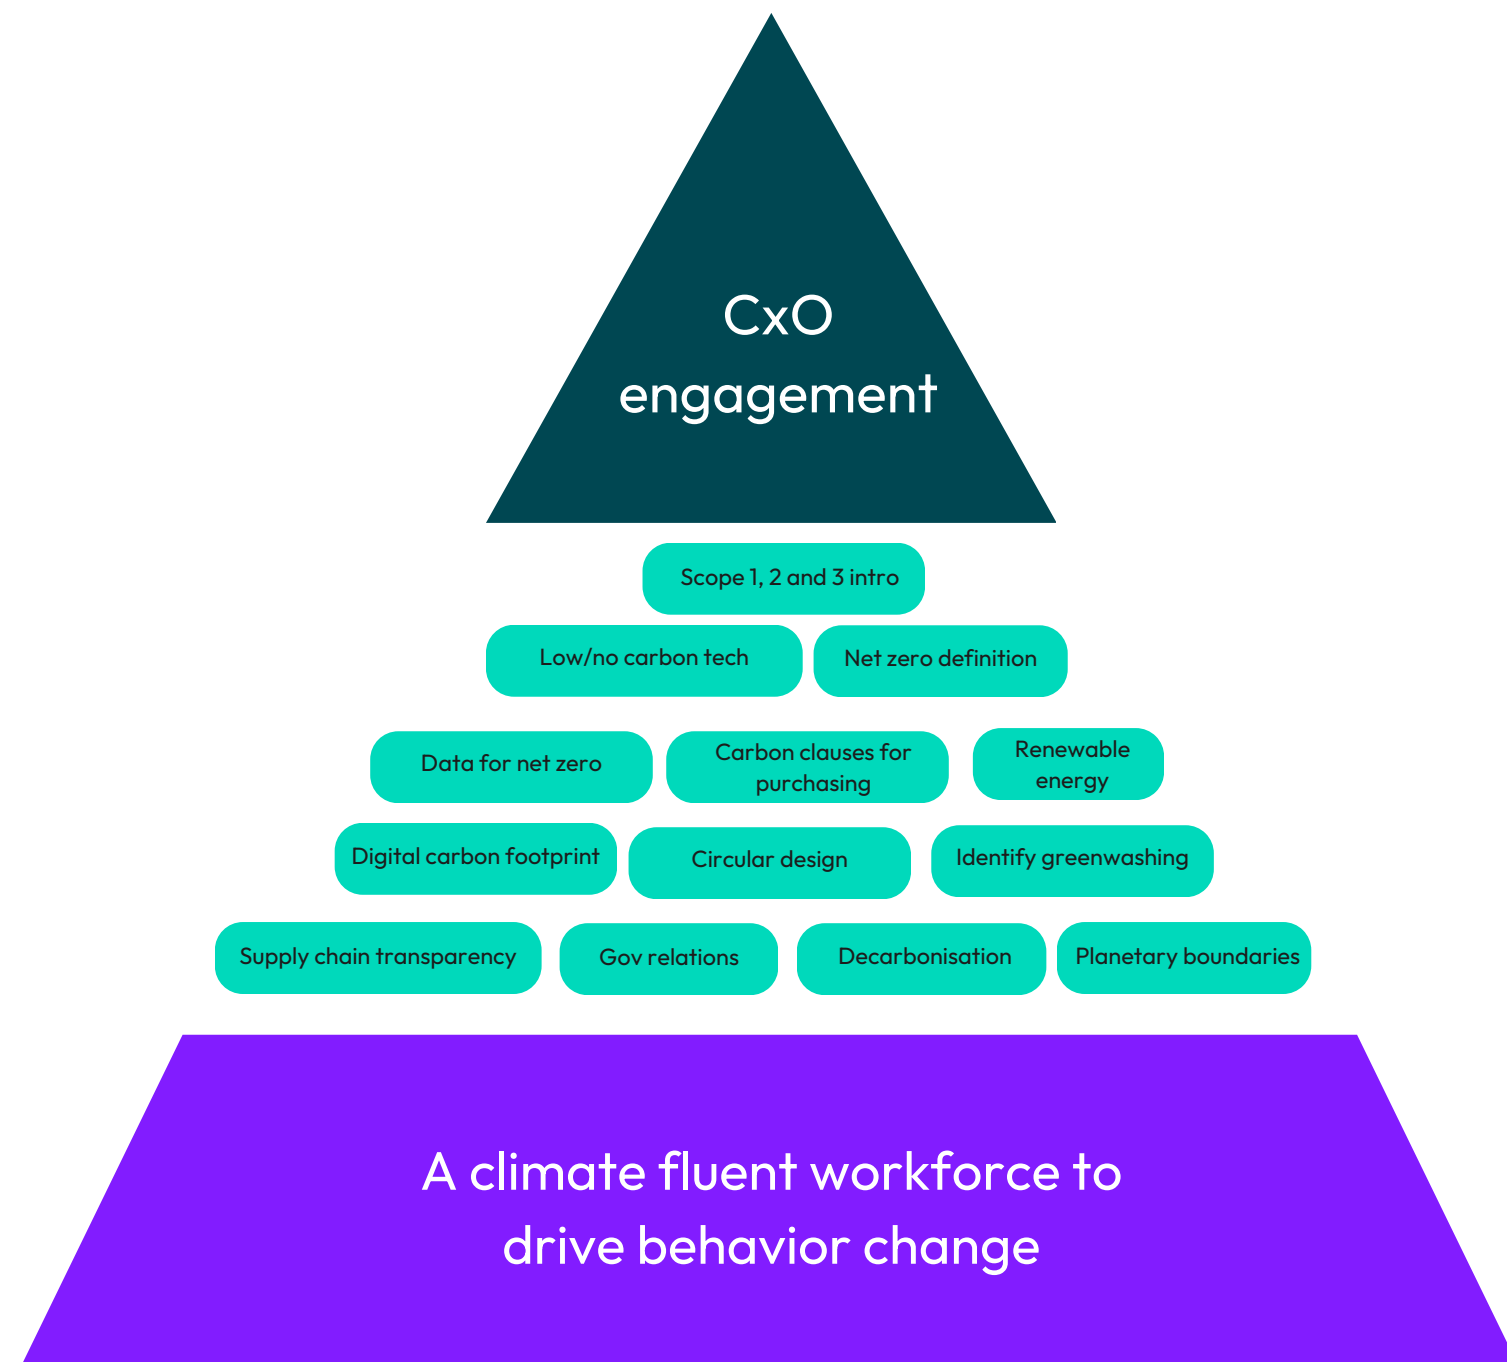 CxO
engagement
Scope 1, 2 and 3 intro
Low/no carbon tech
Net zero definition
Data for net zero
Carbon clauses for
purchasing
Renewable
energy
Digital carbon footprint
Circular design
Identify greenwashing
Supply chain transparency
Gov relations
Decarbonisation
Planetary boundaries
A climate fluent workforce to
drive behavior change